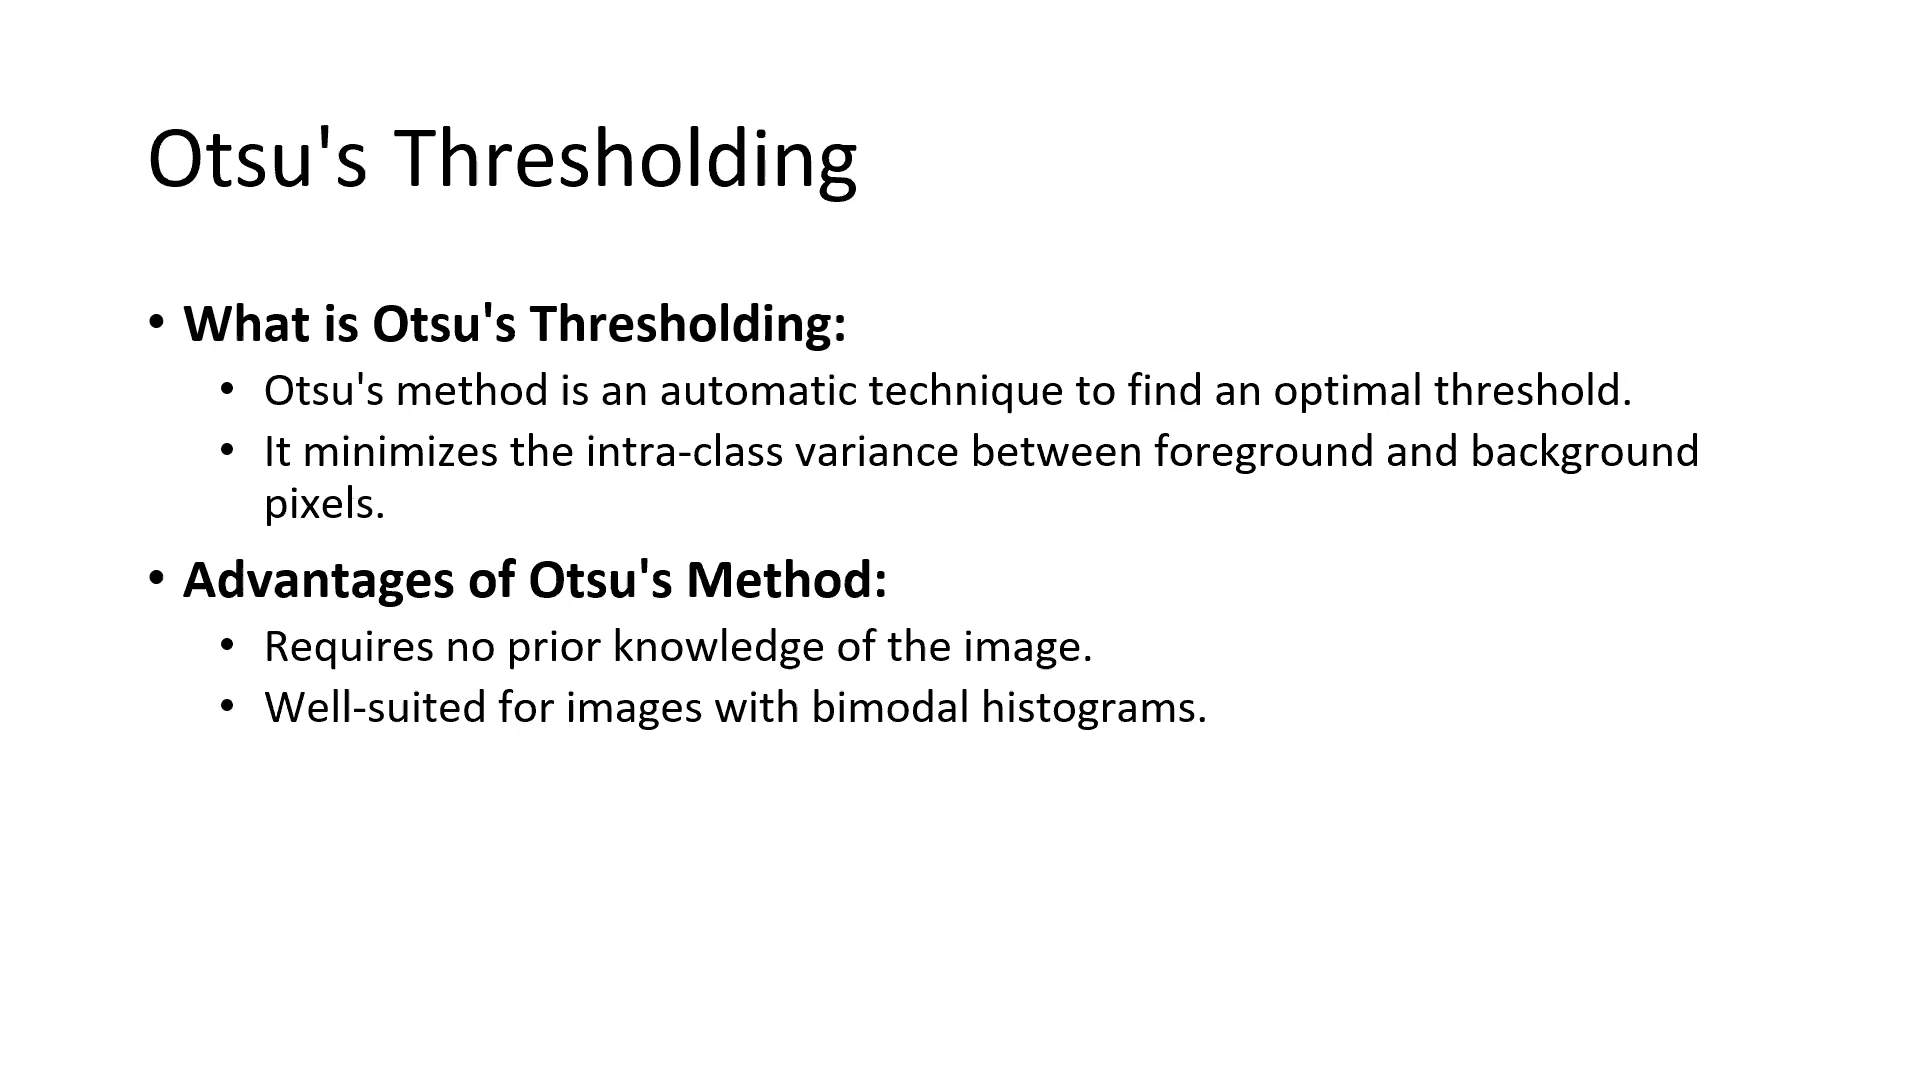 Otsu's Thresholding
• What is Otsu's Thresholding:
• Otsu's method is an automatic technique to find an optimal threshold.
• It minimizes the intra-class variance between foreground and background
pixels.
• Advantages of Otsu's Method:
• Requires no prior knowledge of the image.
• Well-suited for images with bimodal histograms.